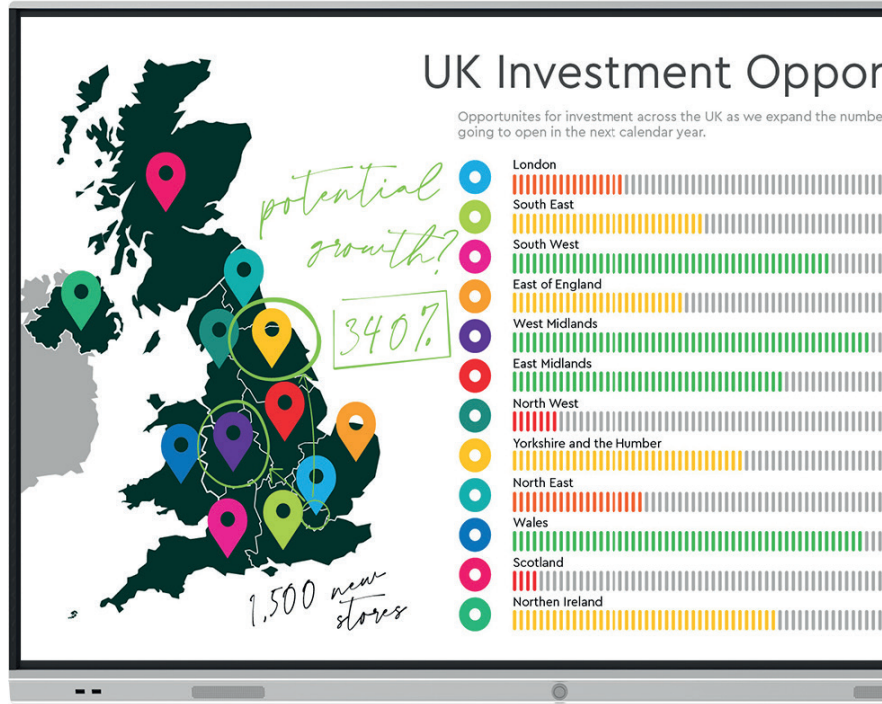 UK Investment Oppor
Opportunites for investment across the UK as we expand the numbe
going to open in the next calendar year.
potential
growth?
340%
1,500 new
stores
London
South East
South West
East of England
West Midlands
East Midlands
North West
Yorkshire and the Humber
North East
Wales
Scotland
Northen Ireland